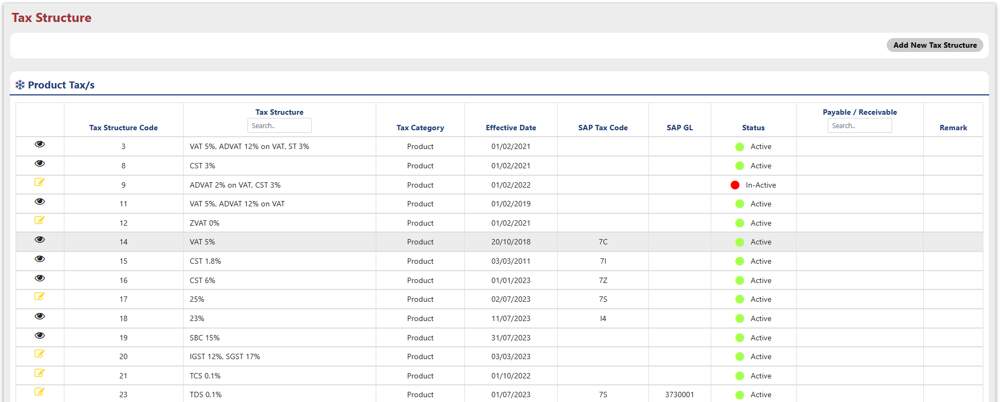 Tax Structure
Add New Tax Structure
Product Tax/s
Tax Structure Code Tax Structure Tax Category Effective Date SAP Tax Code SAP GL Status Payable / Receivable Remark
Search.. Search..
3 VAT 5%, ADVAT 12% on VAT, ST 3% Product 01/02/2021 Active
8 CST 3% Product 01/02/2021 Active
9 ADVAT 2% on VAT, CST 3% Product 01/02/2022 In-Active
11 VAT 5%, ADVAT 12% on VAT Product 01/02/2019 Active
12 ZVAT 0% Product 01/02/2021 Active
14 VAT 5% Product 20/10/2018 7C Active
15 CST 1.8% Product 03/03/2011 7I Active
16 CST 6% Product 01/01/2023 7Z Active
17 25% Product 02/07/2023 7S Active
18 23% Product 11/07/2023 I4 Active
19 SBC 15% Product 31/07/2023 Active
20 IGST 12%, SGST 17% Product 03/03/2023 Active
21 TCS 0.1% Product 01/10/2022 Active
23 TDS 0.1% Product 01/07/2023 7S 3730001 Active